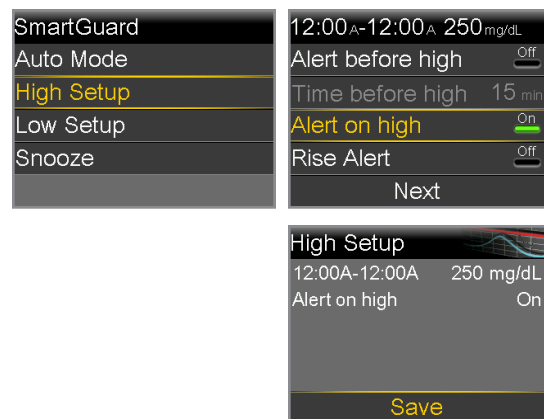 SmartGuard
Auto Mode
High Setup
Low Setup
Snooze
12:00A-12:00A 250 mg/dL
Alert before high Off
Time before high 15 min
Alert on high On
Rise Alert Off
Next
High Setup
12:00A-12:00A 250 mg/dL
Alert on high On
Save